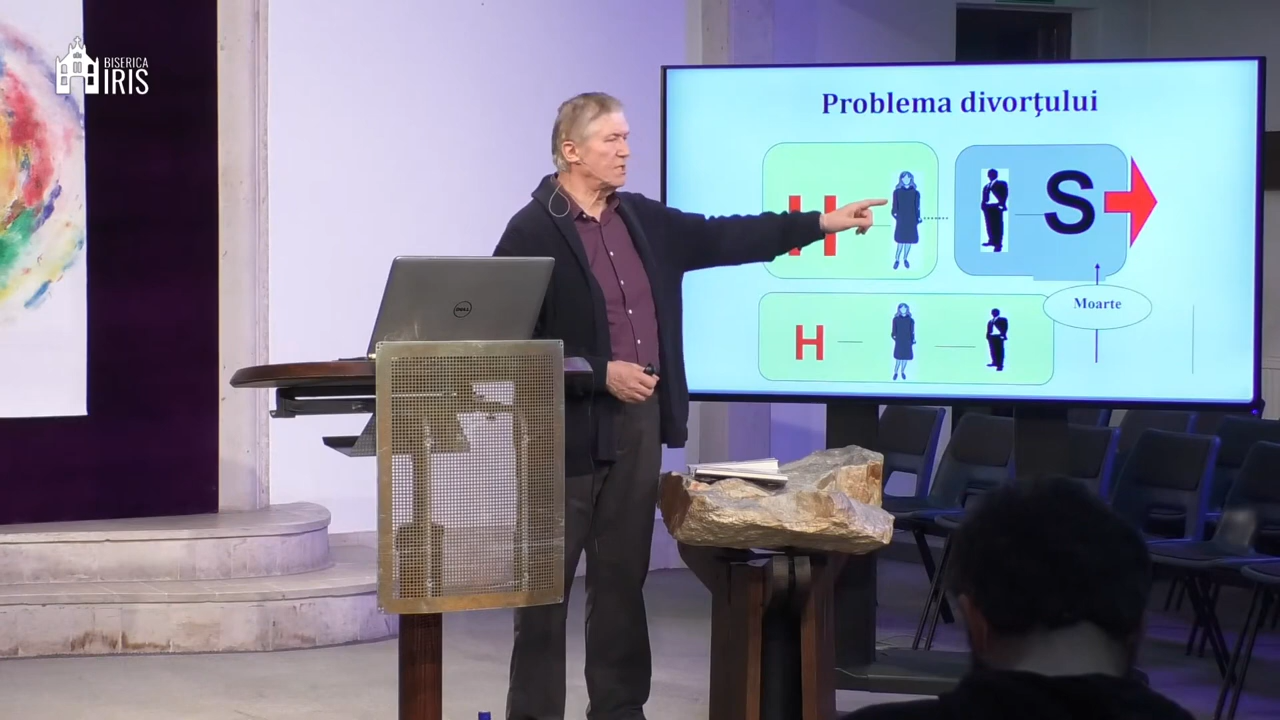 BISERICA
IRIS
Problema divorţului
H
S
Moarte
H
DELL